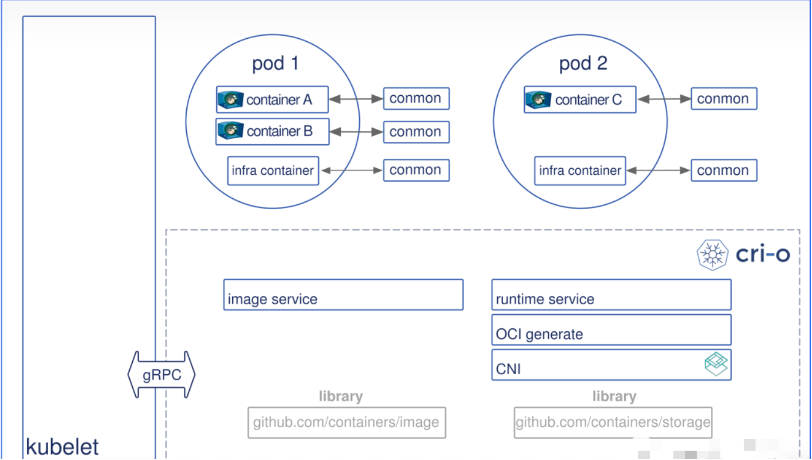 pod 1
container A
conmon
container B
conmon
infra container
conmon
pod 2
container C
conmon
infra container
conmon
cri-o
image service
runtime service
OCI generate
CNI
gRPC
library
github.com/containers/image
library
github.com/containers/storage
kubelet